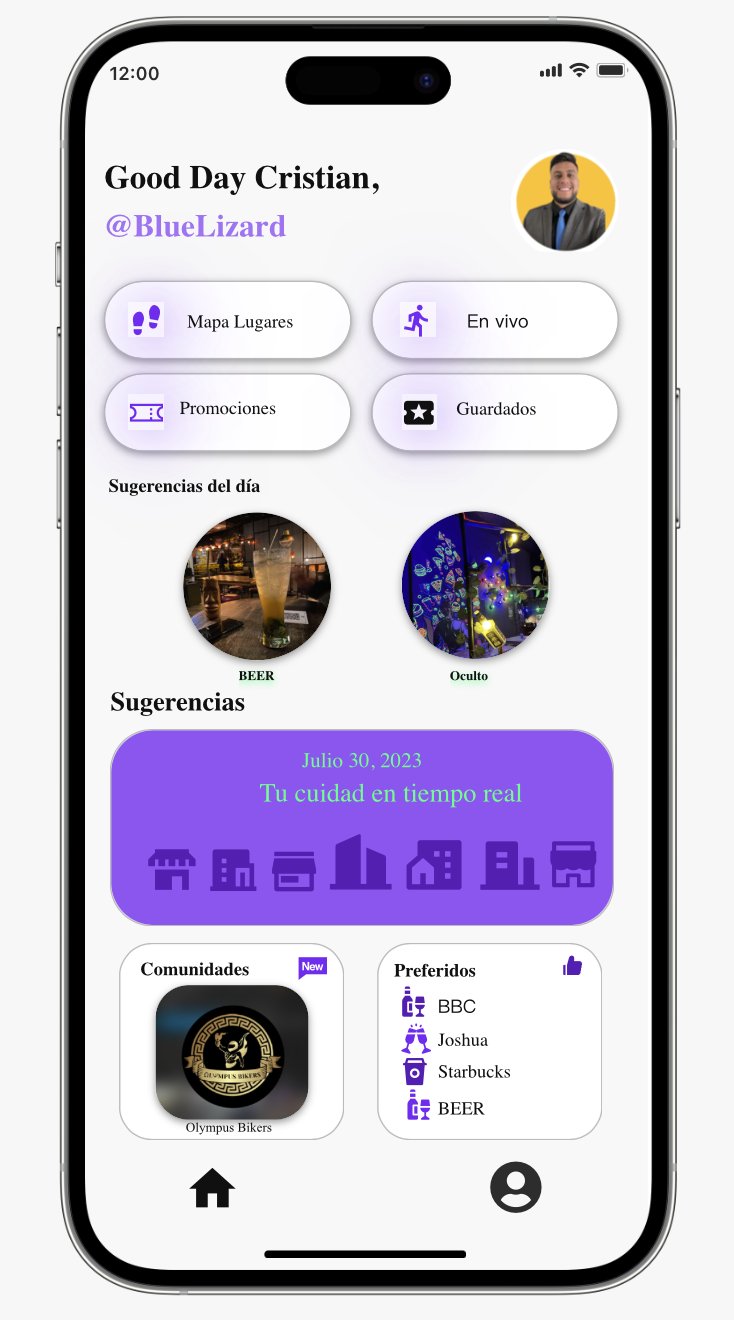 12:00
Good Day Cristian,
@BlueLizard
Mapa Lugares
En vivo
Promociones
Guardados
Sugerencias del día
BEER
Oculto
Sugerencias
Julio 30, 2023
Tu cuidad en tiempo real
Comunidades
New
OLYMPUS BIKERS
Olympus Bikers
Preferidos
BBC
Joshua
Starbucks
BEER